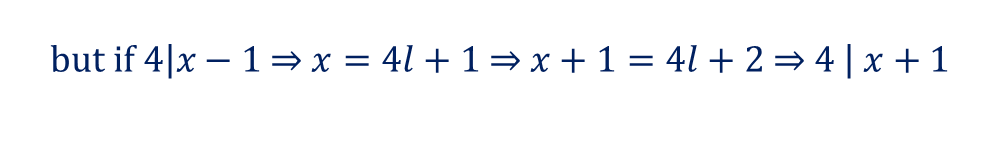 but if 4|x − 1 ⇒ x = 4l + 1 ⇒ x + 1 = 4l + 2 ⇒ 4 | x + 1